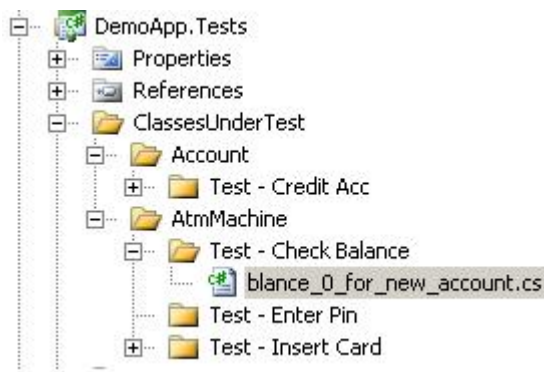 DemoApp.Tests
Properties
References
ClassesUnderTest
Account
Test - Credit Acc
AtmMachine
Test - Check Balance
blance_0_for_new_account.cs
Test - Enter Pin
Test - Insert Card